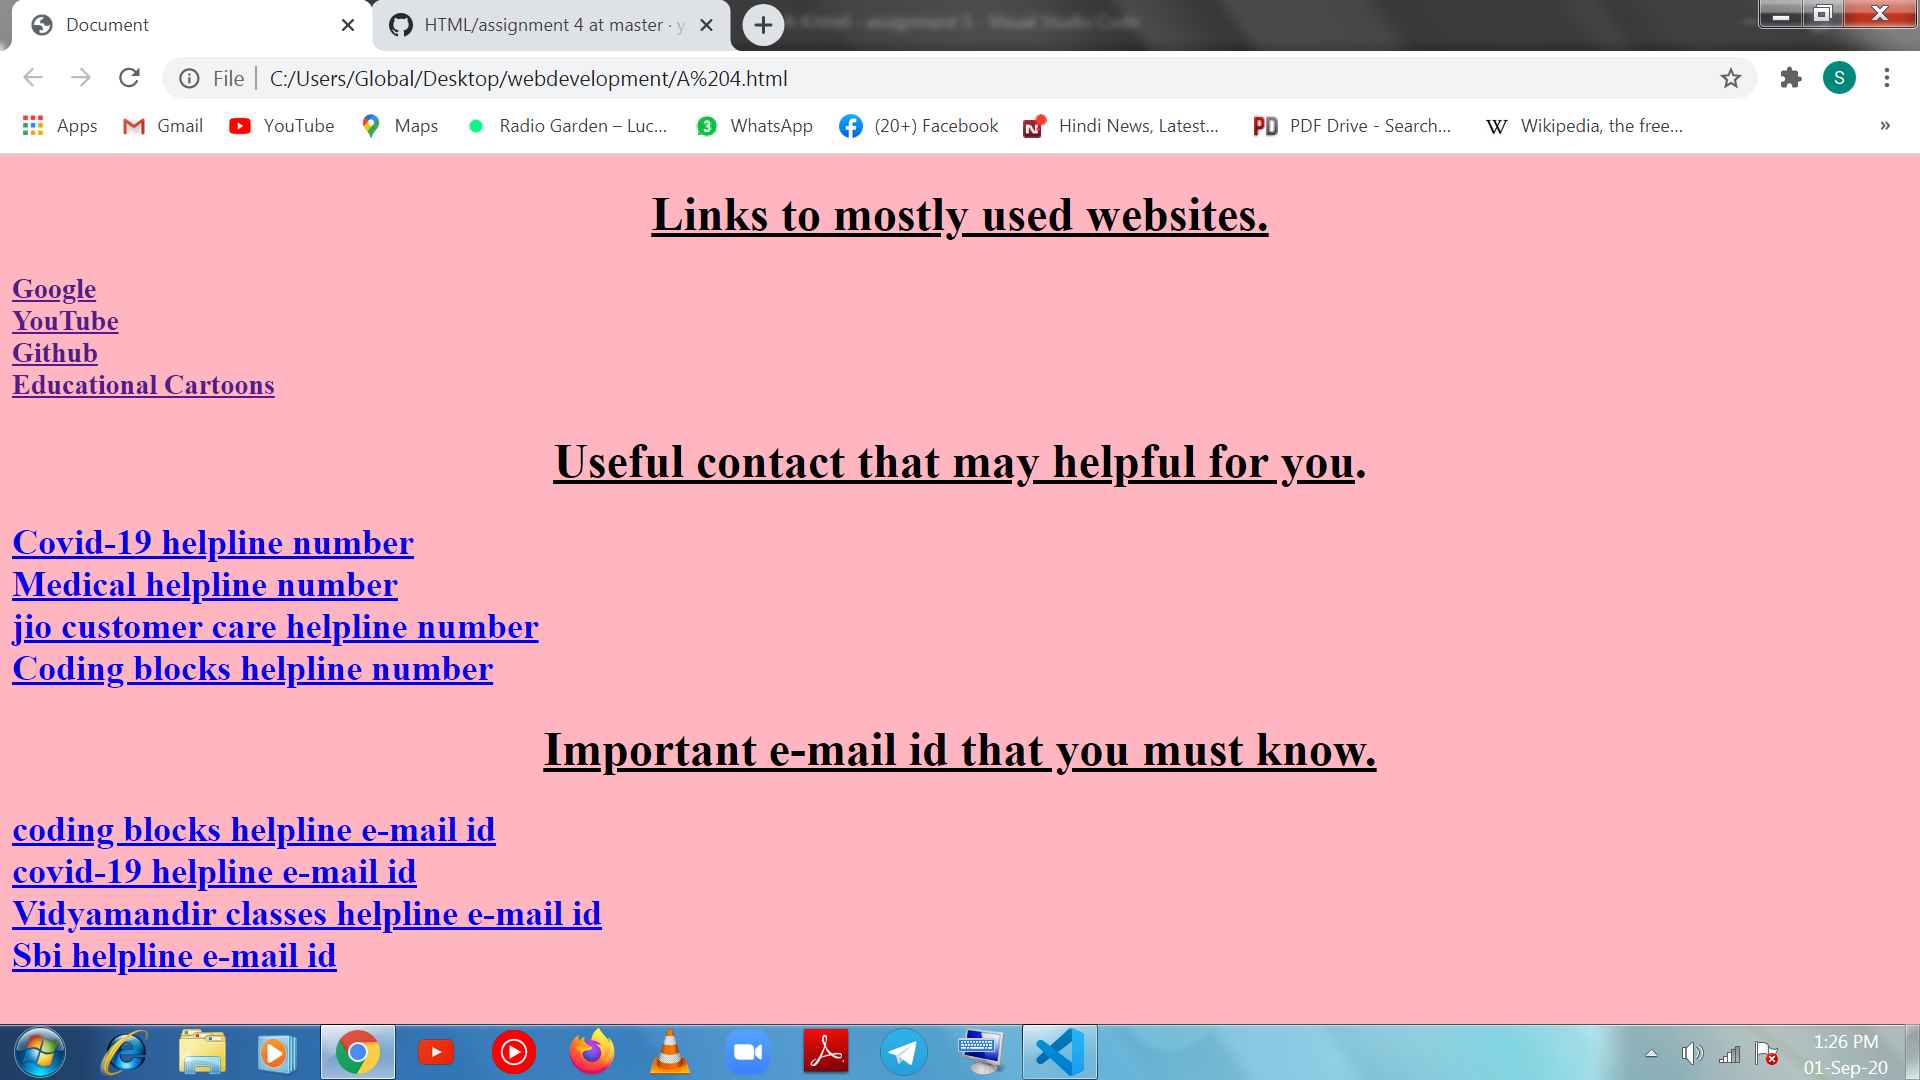 Document
HTML/assignment 4 at master · y
File C:/Users/Global/Desktop/webdevelopment/A%204.html
S
Apps Gmail YouTube Maps Radio Garden – Luc... 3 WhatsApp (20+) Facebook N Hindi News, Latest... PD PDF Drive - Search... W Wikipedia, the free... »
Links to mostly used websites.
Google
YouTube
Github
Educational Cartoons
Useful contact that may helpful for you.
Covid-19 helpline number
Medical helpline number
jio customer care helpline number
Coding blocks helpline number
Important e-mail id that you must know.
coding blocks helpline e-mail id
covid-19 helpline e-mail id
Vidyamandir classes helpline e-mail id
Sbi helpline e-mail id
1:26 PM
01-Sep-20